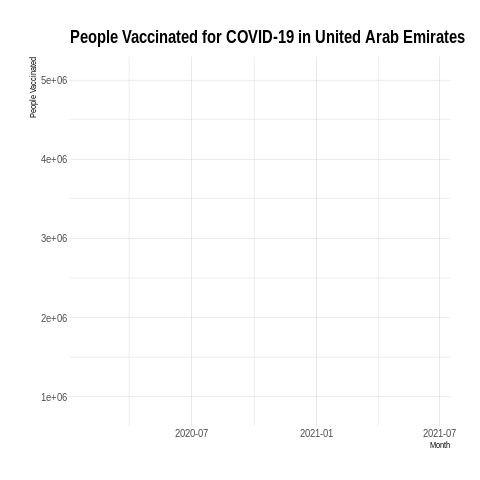 People Vaccinated for COVID-19 in United Arab Emirates
People Vaccinated
5e+06
4e+06
3e+06
2e+06
1e+06
2020-07
2021-01
2021-07
Month